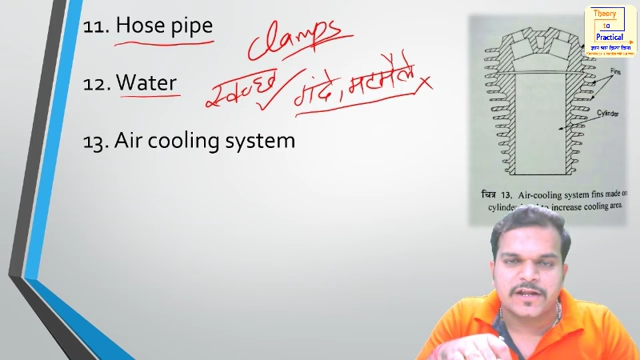 11. Hose pipe
clamps
12. Water
स्वच्छ ✓ गंदे, मटमैले ×
13. Air cooling system
Theory
to
Practical
Fins
Cylinder
चित्र 13. Air-cooling system fins made on
to increase cooling area.